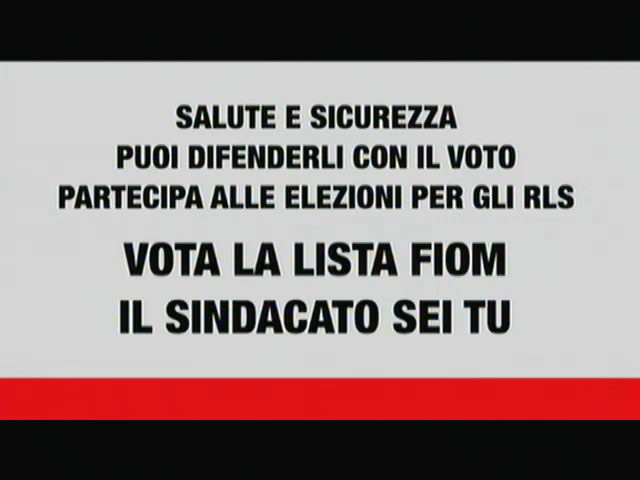 SALUTE E SICUREZZA
PUOI DIFENDERLI CON IL VOTO
PARTECIPA ALLE ELEZIONI PER GLI RLS
VOTA LA LISTA FIOM
IL SINDACATO SEI TU